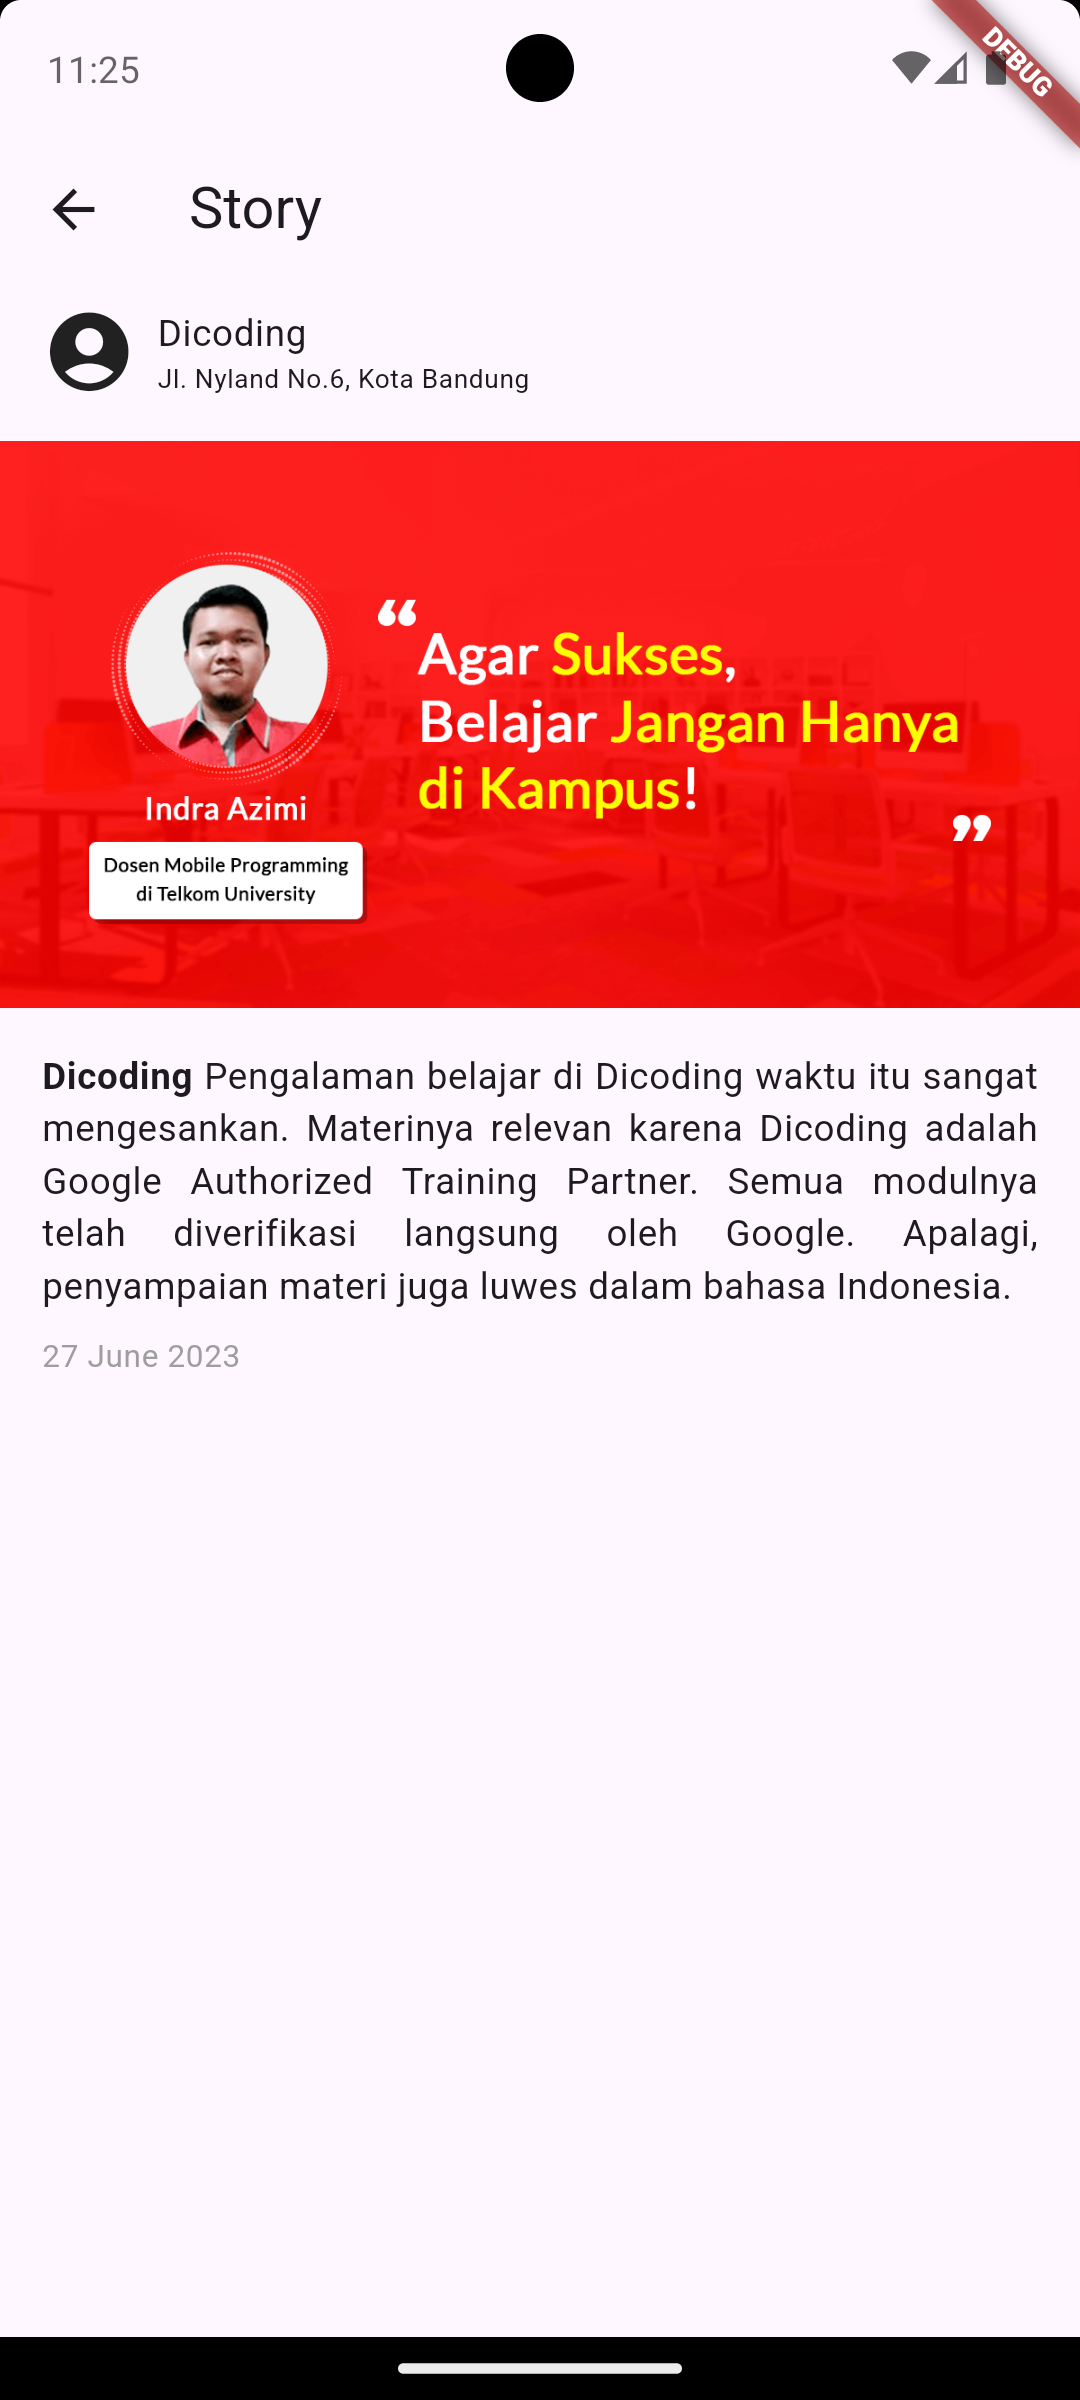 11:25
DEBUG
Story
Dicoding
Jl. Nyland No.6, Kota Bandung
“Agar Sukses,
Belajar Jangan Hanya
di Kampus!”
Indra Azimi
Dosen Mobile Programming
di Telkom University
Dicoding Pengalaman belajar di Dicoding waktu itu sangat
mengesankan. Materinya relevan karena Dicoding adalah
Google Authorized Training Partner. Semua modulnya
telah diverifikasi langsung oleh Google. Apalagi,
penyampaian materi juga luwes dalam bahasa Indonesia.
27 June 2023